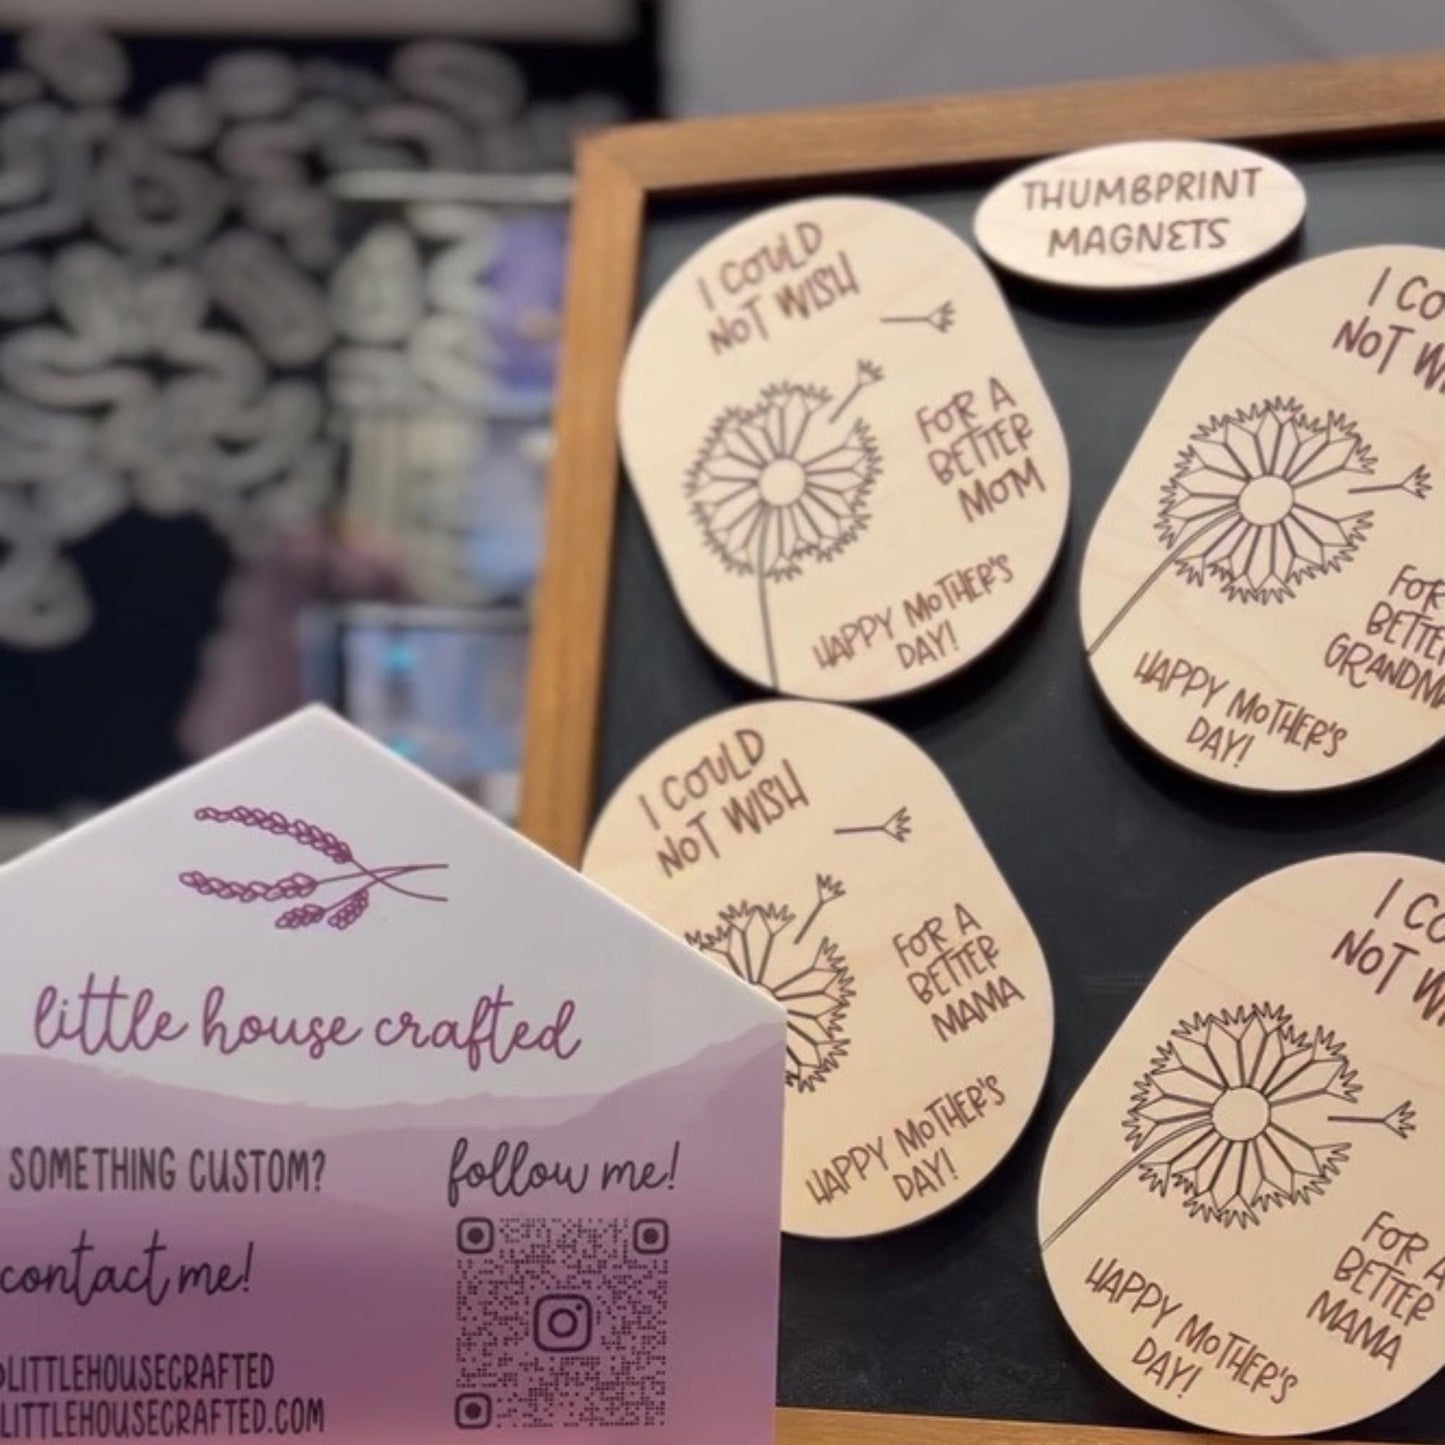 THUMBPRINT
MAGNETS
I COULD
NOT WISH
FOR A
BETTER
MOM
HAPPY MOTHER'S
DAY!
I
NOT
FOR
BETTER
HAPPY MOTHER'S
DAY!
I COULD
NOT WISH
FOR A
BETTER
MAMA
HAPPY MOTHER'S
DAY!
I
NOT
FOR A
BETTER
MAMA
HAPPY MOTHER'S
DAY!
little house crafted
SOMETHING CUSTOM?
contact me!
@LITTLEHOUSECRAFTED
LITTLEHOUSECRAFTED.COM
follow me!